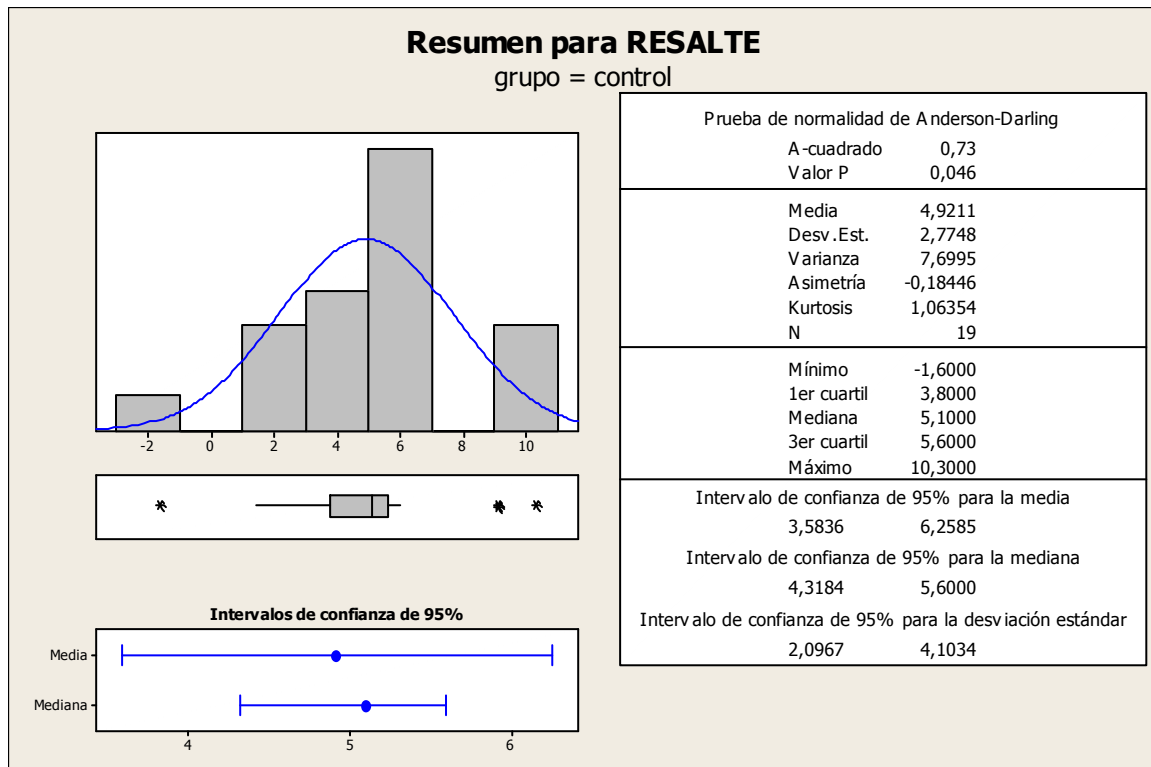 Resumen para RESALTE
grupo = control
-2 0 2 4 6 8 10
Intervalos de confianza de 95%
Media
Mediana
4 5 6
Prueba de normalidad de Anderson-Darling
A-cuadrado 0,73
Valor P 0,046
Media 4,9211
Desv.Est. 2,7748
Varianza 7,6995
Asimetría -0,18446
Kurtosis 1,06354
N 19
Mínimo -1,6000
1er cuartil 3,8000
Mediana 5,1000
3er cuartil 5,6000
Máximo 10,3000
Intervalo de confianza de 95% para la media
3,5836 6,2585
Intervalo de confianza de 95% para la mediana
4,3184 5,6000
Intervalo de confianza de 95% para la desviación estándar
2,0967 4,1034